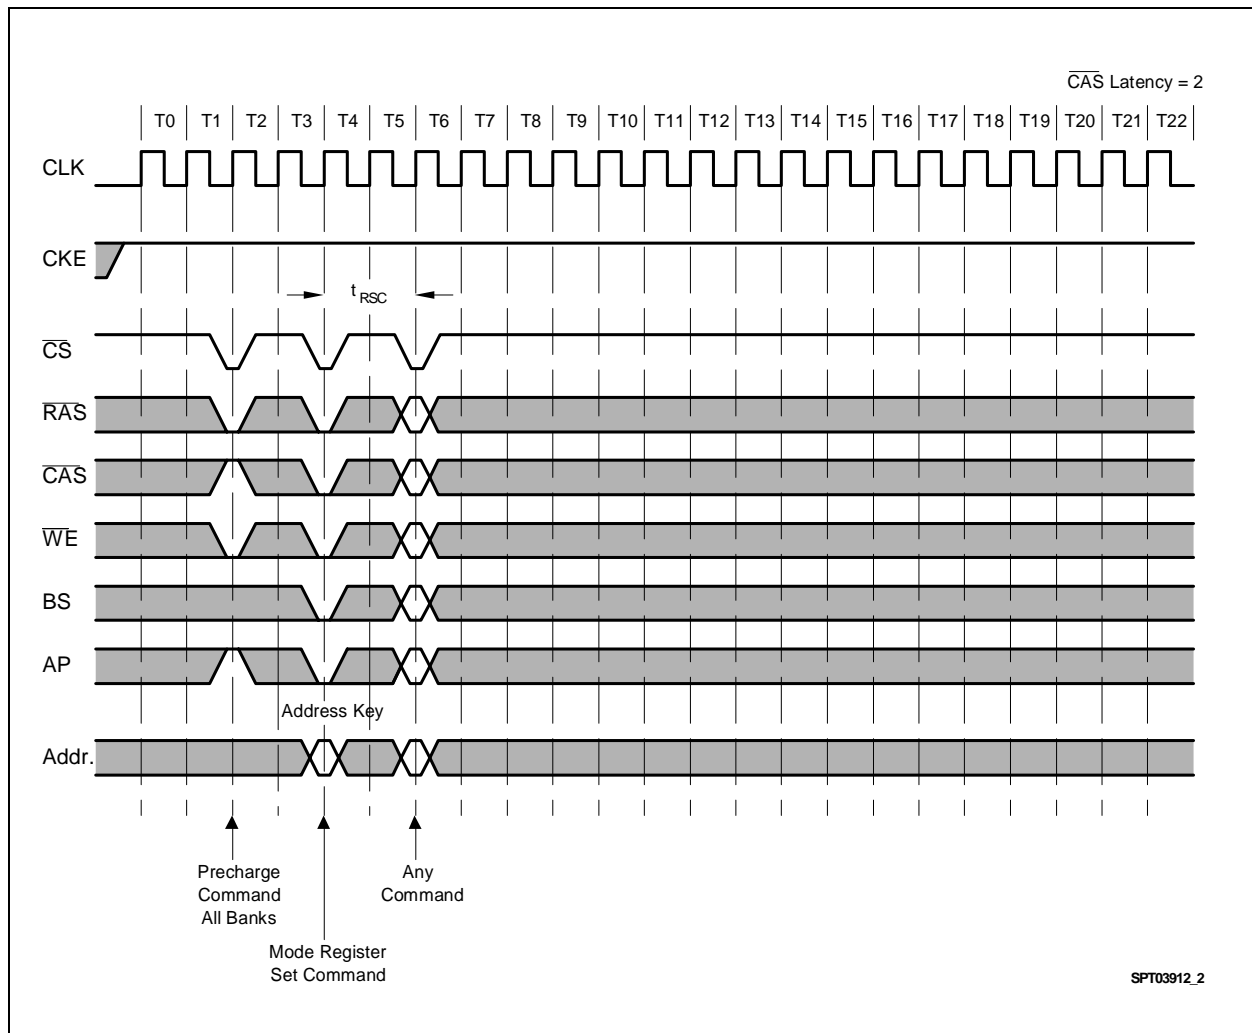 CAS Latency = 2
T0 T1 T2 T3 T4 T5 T6 T7 T8 T9 T10 T11 T12 T13 T14 T15 T16 T17 T18 T19 T20 T21 T22
CLK
CKE
t RSC
CS
RAS
CAS
WE
BS
AP
Address Key
Addr.
Precharge
Command
All Banks
Any
Command
Mode Register
Set Command
SPT03912_2